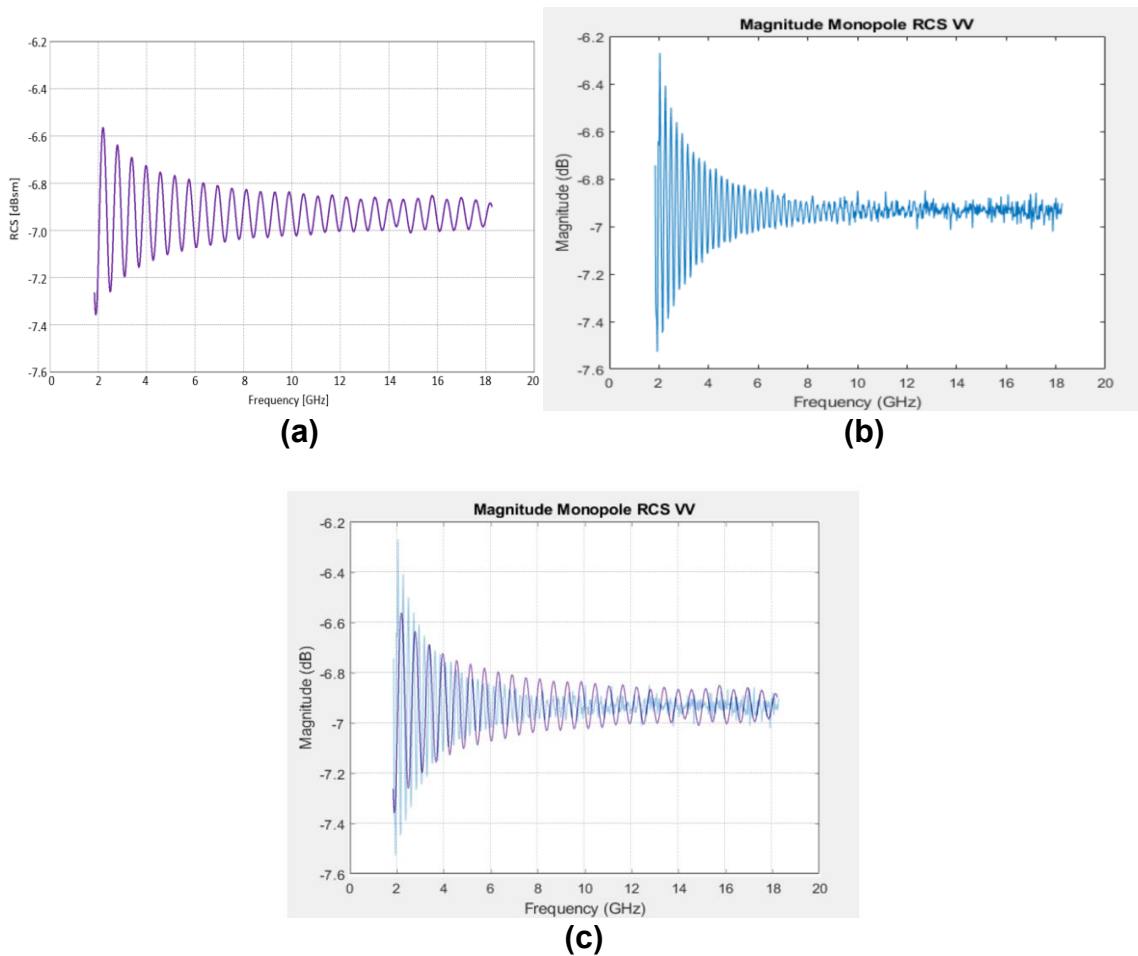 -6.2
-6.4
-6.6
-6.8
-7.0
-7.2
-7.4
-7.6
RCS [dBsm]
0 2 4 6 8 10 12 14 16 18 20
Frequency [GHz]
(a)
Magnitude Monopole RCS VV
-6.2
-6.4
-6.6
-6.8
-7
-7.2
-7.4
-7.6
Magnitude (dB)
0 2 4 6 8 10 12 14 16 18 20
Frequency (GHz)
(b)
Magnitude Monopole RCS VV
-6.2
-6.4
-6.6
-6.8
-7
-7.2
-7.4
-7.6
Magnitude (dB)
0 2 4 6 8 10 12 14 16 18 20
Frequency (GHz)
(c)